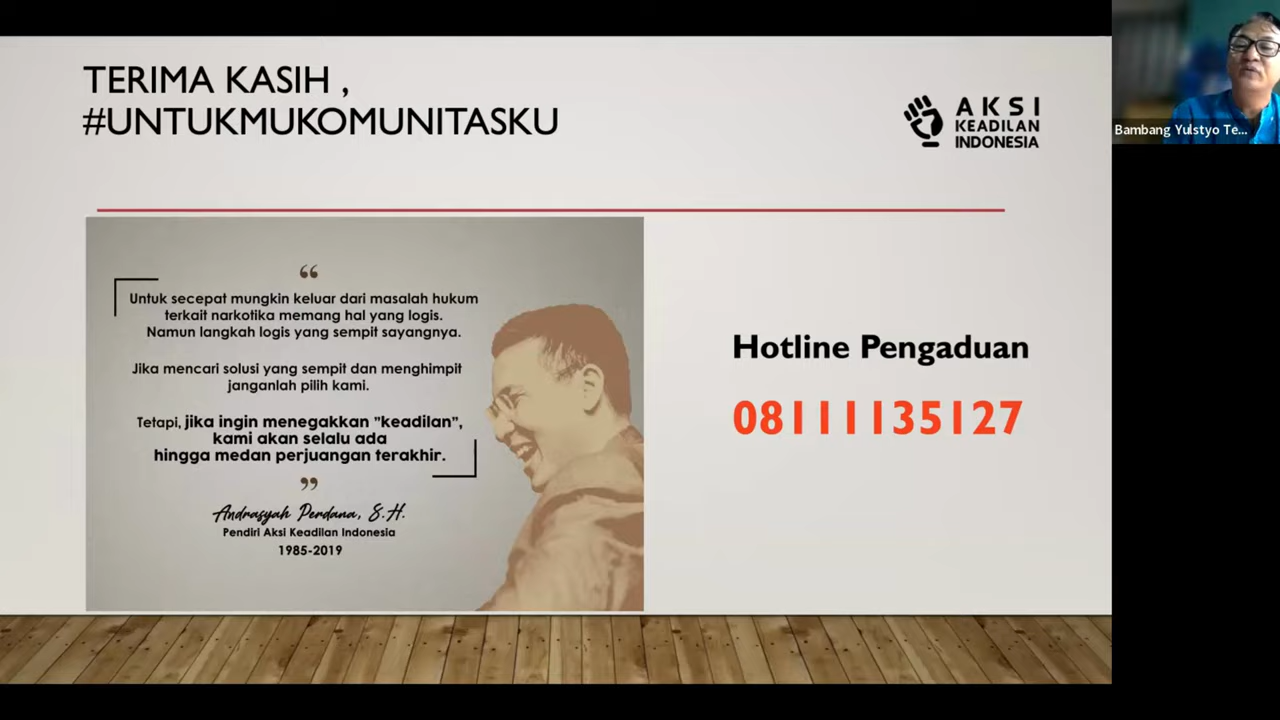 TERIMA KASIH ,
#UNTUKMUKOMUNITASKU
AKSI
KEADILAN
INDONESIA
Bambang Yulstyo Te...
“
Untuk secepat mungkin keluar dari masalah hukum
terkait narkotika memang hal yang logis.
Namun langkah logis yang sempit sayangnya.
Jika mencari solusi yang sempit dan menghimpit
janganlah pilih kami.
Tetapi, jika ingin menegakkan "keadilan",
kami akan selalu ada
hingga medan perjuangan terakhir.
”
Andrasyah Perdana, S.H.
Pendiri Aksi Keadilan Indonesia
1985-2019
Hotline Pengaduan
08111135127